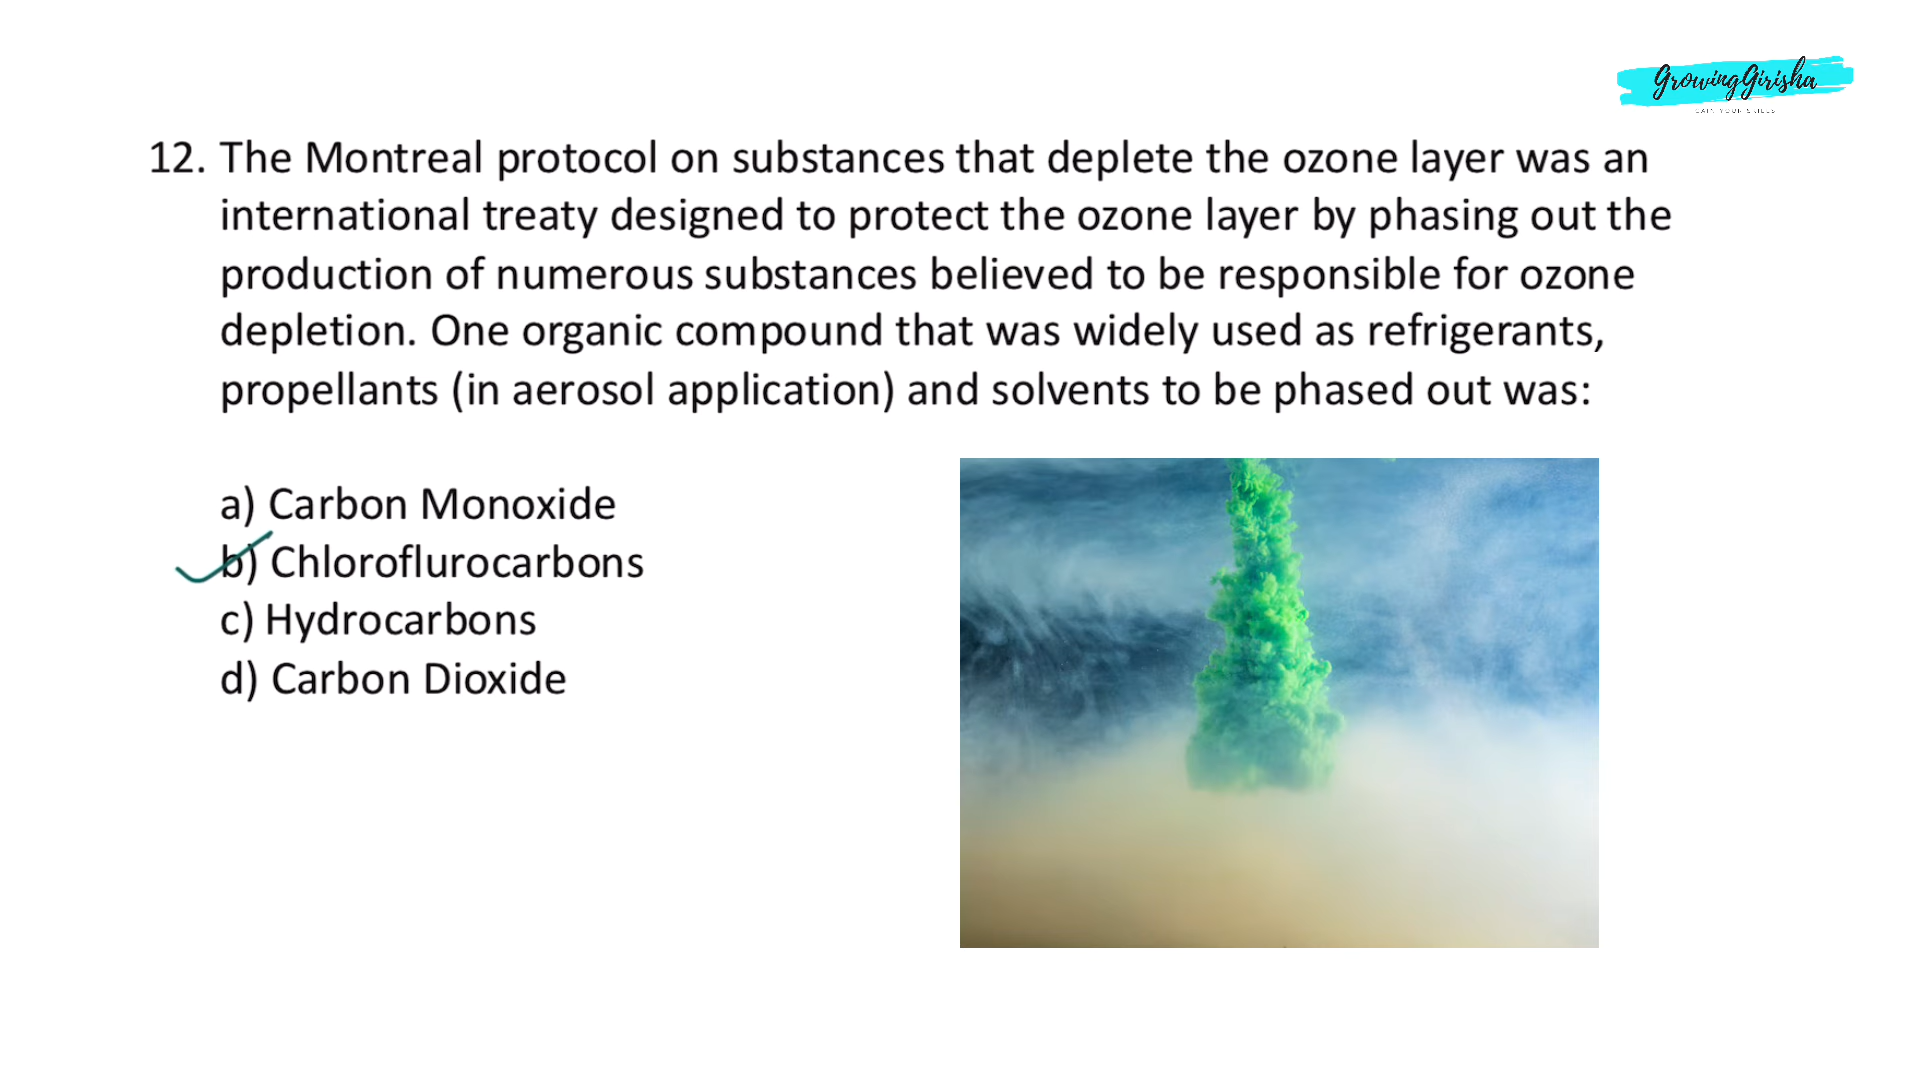 GrowingGirisha
12. The Montreal protocol on substances that deplete the ozone layer was an
international treaty designed to protect the ozone layer by phasing out the
production of numerous substances believed to be responsible for ozone
depletion. One organic compound that was widely used as refrigerants,
propellants (in aerosol application) and solvents to be phased out was:
a) Carbon Monoxide
b) Chloroflurocarbons
c) Hydrocarbons
d) Carbon Dioxide